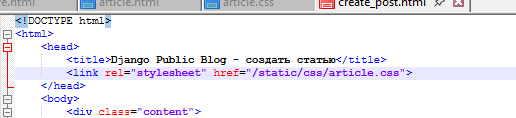 article.html article.css create_post.html
<!DOCTYPE html>
<html>
<head>
<title>Django Public Blog - создать статью</title>
<link rel="stylesheet" href="/static/css/article.css">
</head>
<body>
<div class="content">